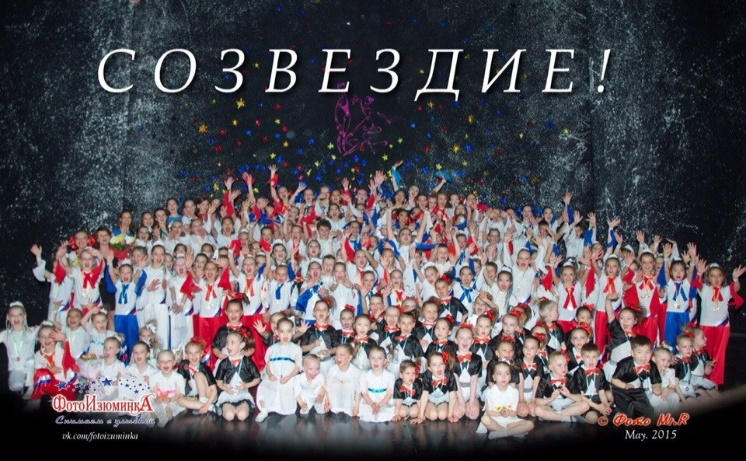 СОЗВЕЗДИЕ!
ФотоИзюминкА
Снимаем с улыбкой
vk.com/fotoizuminka
© Фото Mr.R
May. 2015